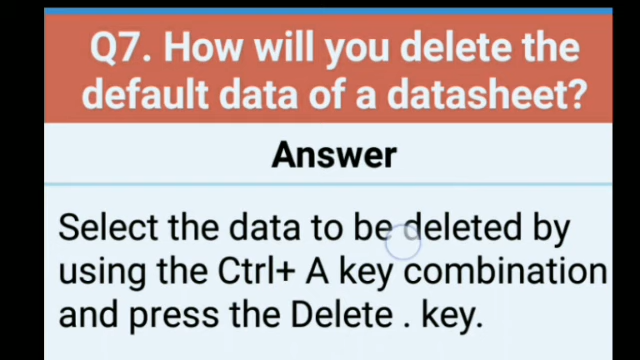 Q7. How will you delete the
default data of a datasheet?
Answer
Select the data to be deleted by
using the Ctrl+ A key combination
and press the Delete . key.